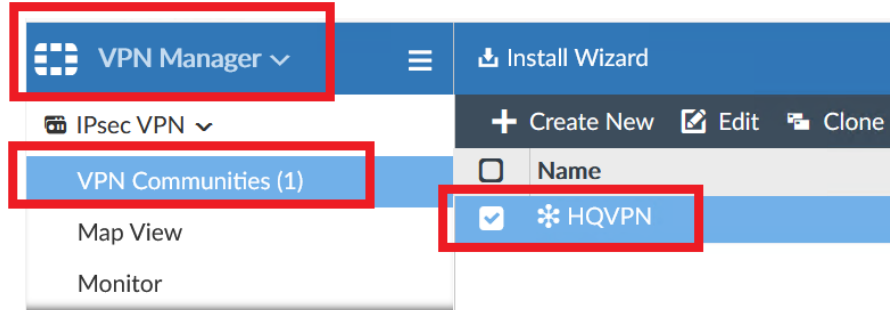 VPN Manager
Install Wizard
IPsec VPN
Create New Edit Clone
VPN Communities (1)
Name
HQVPN
Map View
Monitor